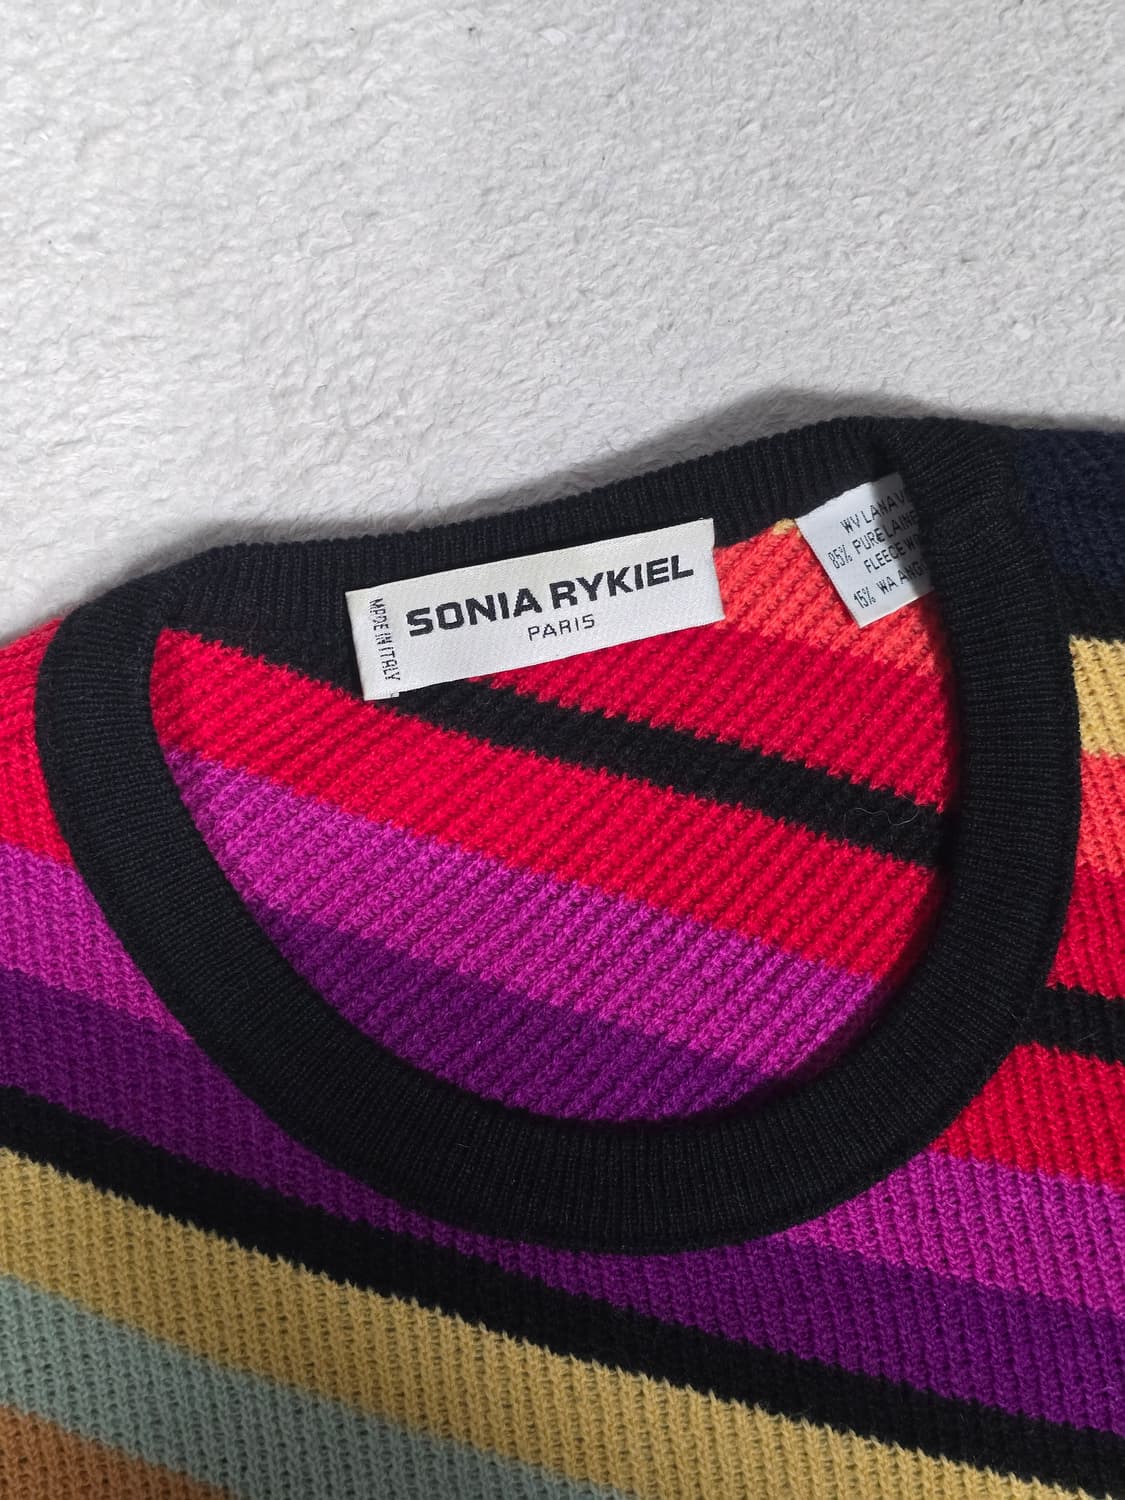 SONIA RYKIEL
PARIS
MADE IN ITALY
WV LANA V
85% PURE LAINE
FLEECE W
15% WA ANG